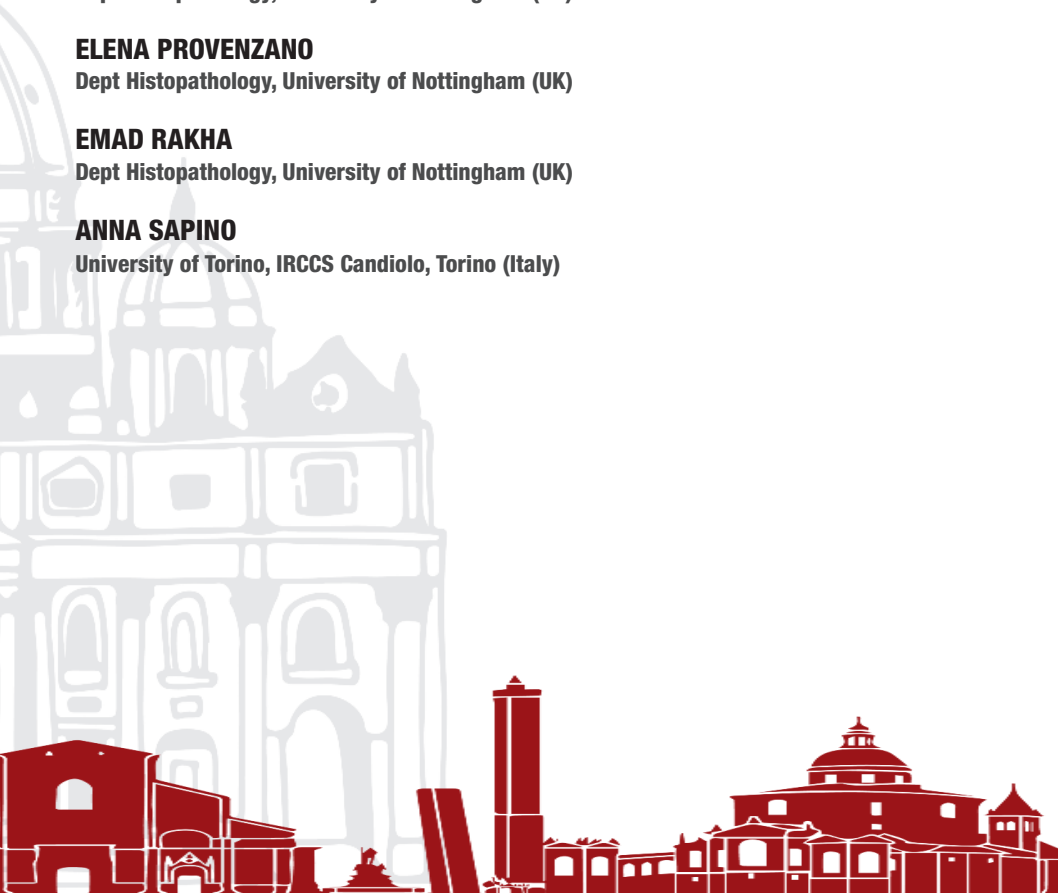 ELENA PROVENZANO
Dept Histopathology, University of Nottingham (UK)
EMAD RAKHA
Dept Histopathology, University of Nottingham (UK)
ANNA SAPINO
University of Torino, IRCCS Candiolo, Torino (Italy)